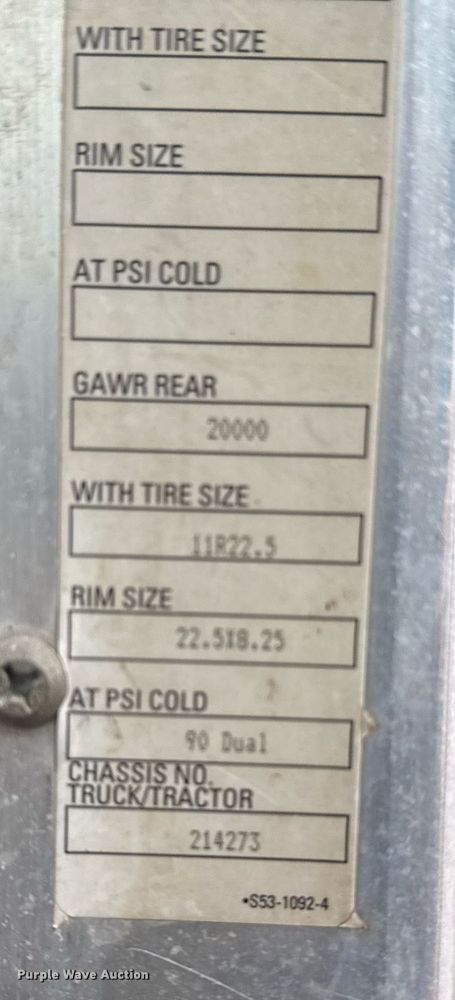 WITH TIRE SIZE
RIM SIZE
AT PSI COLD
GAWR REAR
20000
WITH TIRE SIZE
11R22.5
RIM SIZE
22.5X8.25
AT PSI COLD
90 Dual
CHASSIS NO.
TRUCK/TRACTOR
214273
•S53-1092-4
Purple Wave Auction